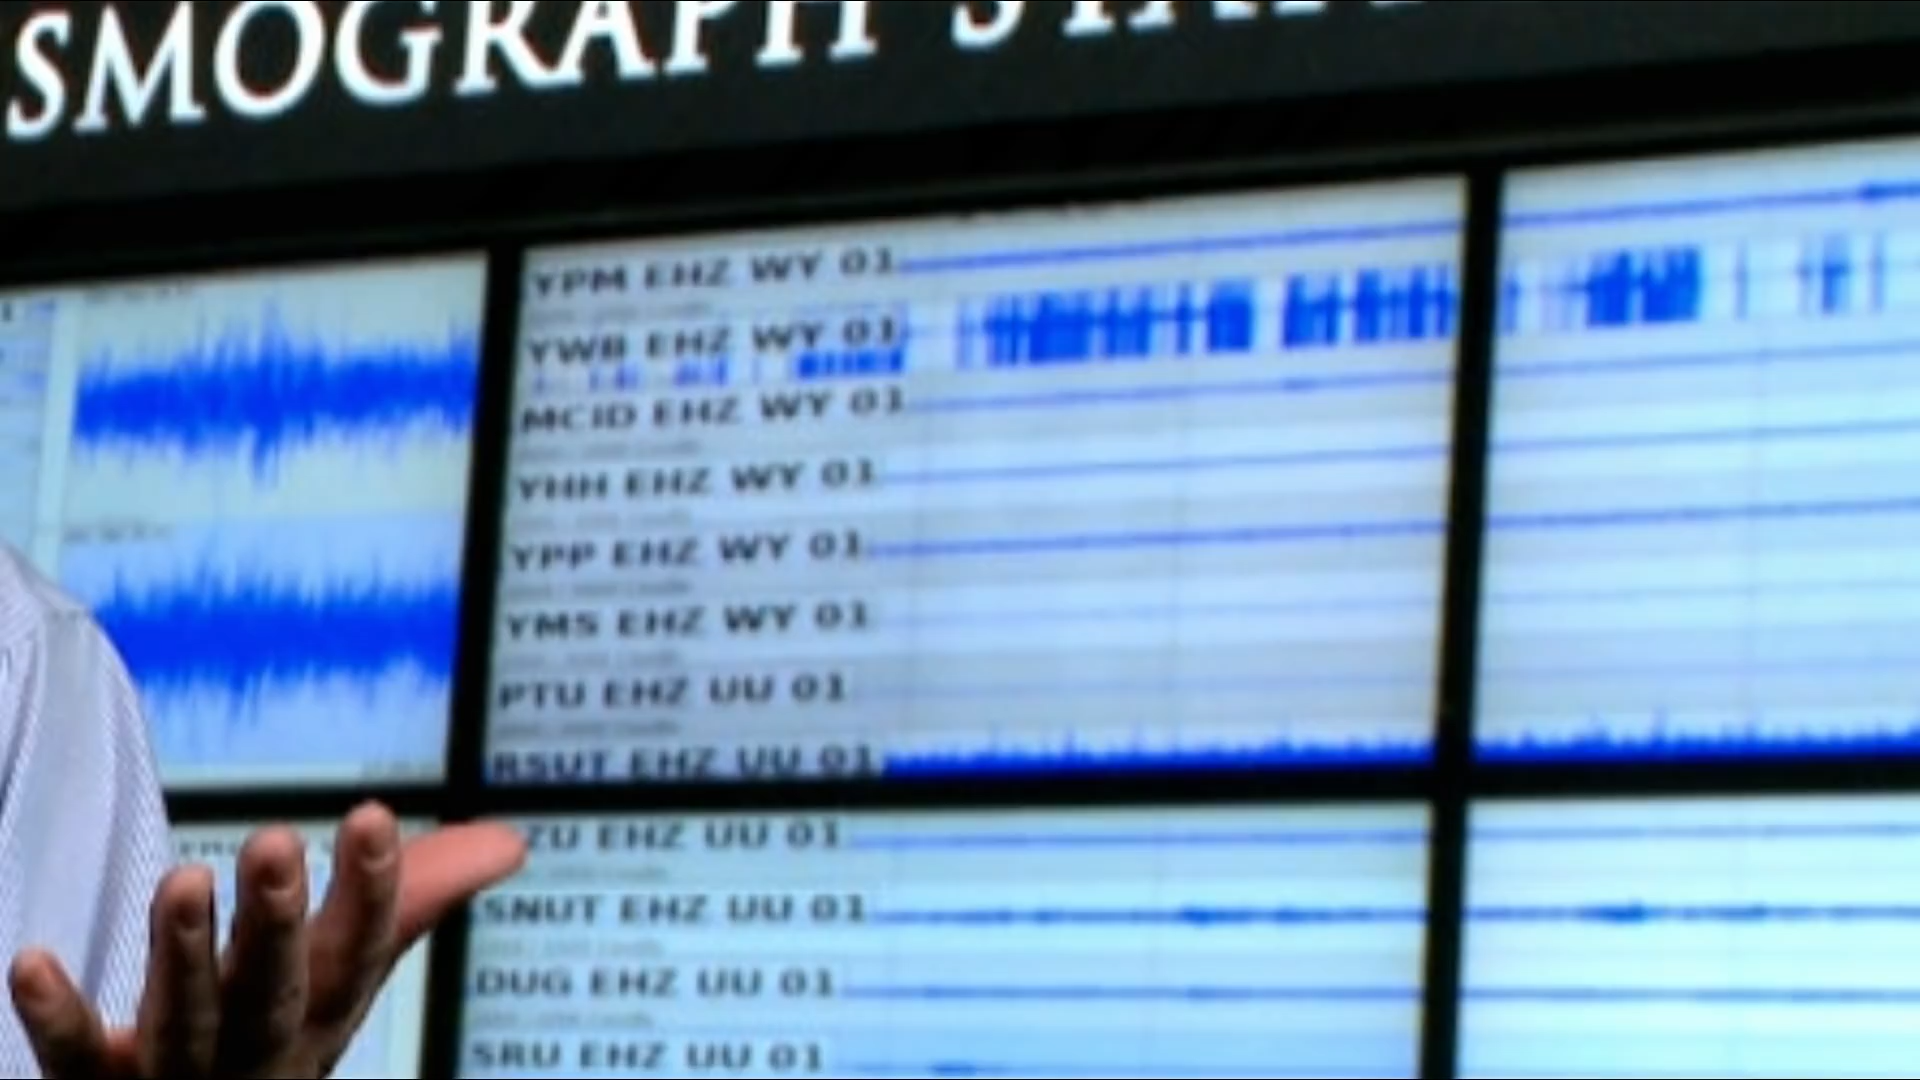 SMOGRAPH STAT
YPM EHZ WY 01
YWB EHZ WY 01
MCID EHZ WY 01
YHH EHZ WY 01
YPP EHZ WY 01
YMS EHZ WY 01
PTU EHZ UU 01
RSUT EHZ UU 01
ZU EHZ UU 01
SNUT EHZ UU 01
DUG EHZ UU 01
SRU EHZ UU 01